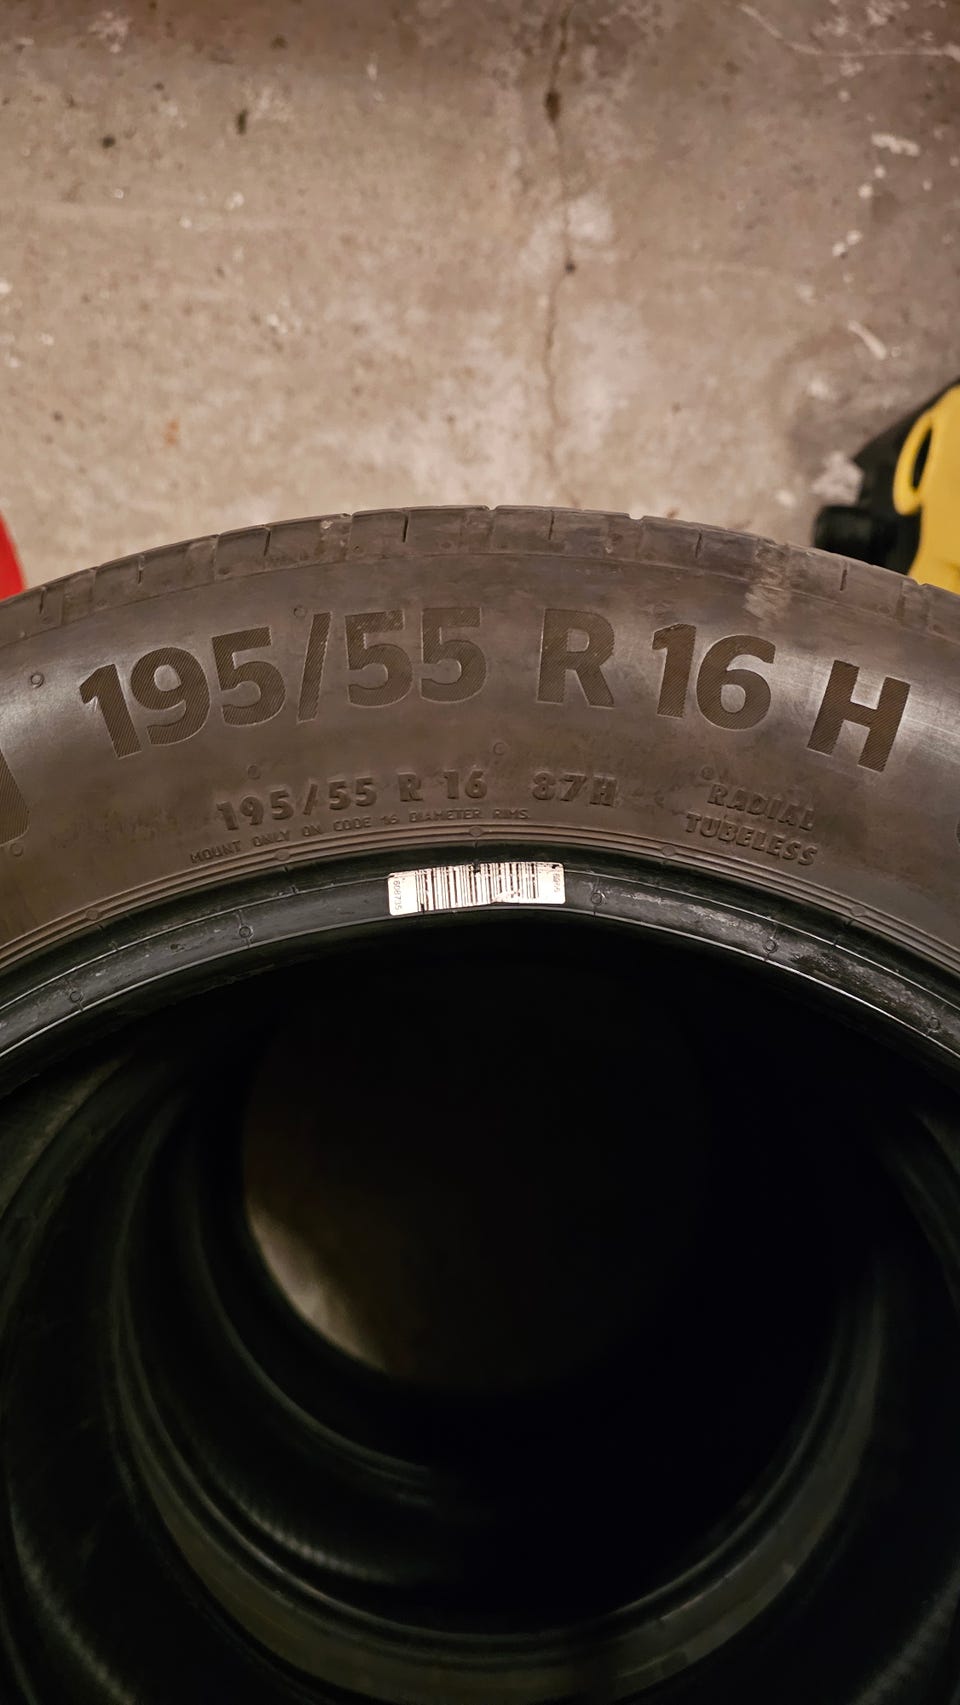 195/55 R 16 H
195/55 R 16 87H
MOUNT ONLY ON CODE 16 DIAMETER RIMS.
RADIAL
TUBELESS